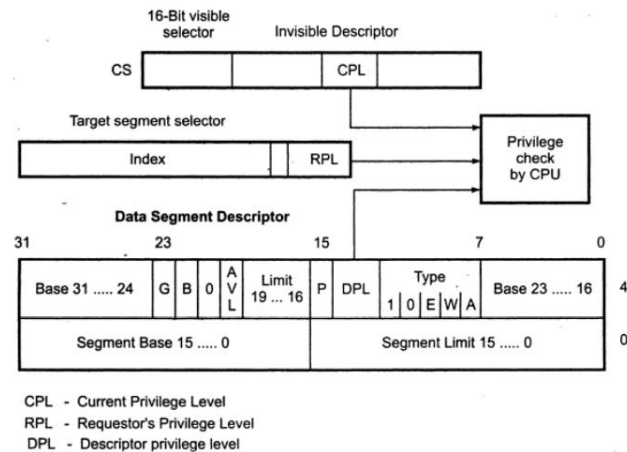 16-Bit visible
selector
Invisible Descriptor
CS
CPL
Target segment selector
Index
RPL
Privilege
check
by CPU
Data Segment Descriptor
31 23 15 7 0
Base 31 ..... 24
G
B
0
A
V
L
Limit
19 ... 16
P
DPL
Type
1 0 E W A
Base 23 ..... 16
4
Segment Base 15 ..... 0
Segment Limit 15 ..... 0
0
CPL - Current Privilege Level
RPL - Requestor's Privilege Level
DPL - Descriptor privilege level